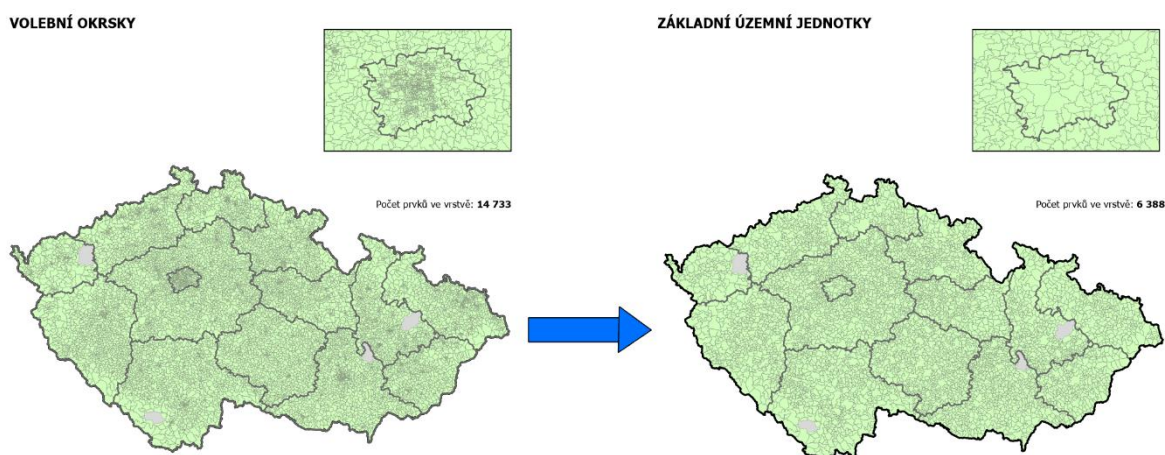 VOLEBNÍ OKRSKY
ZÁKLADNÍ ÚZEMNÍ JEDNOTKY
Počet prvků ve vrstvě: 14 733
Počet prvků ve vrstvě: 6 388